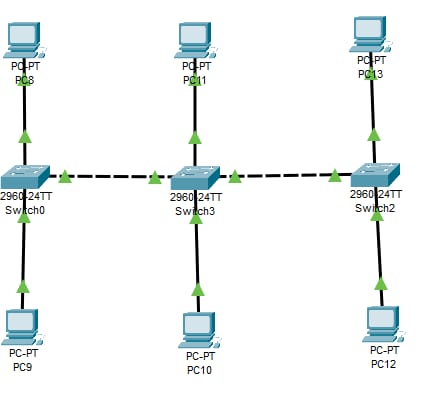 PC-PT
PC8
PC-PT
PC11
PC-PT
PC13
2960-24TT
Switch0
2960-24TT
Switch3
2960-24TT
Switch2
PC-PT
PC9
PC-PT
PC10
PC-PT
PC12